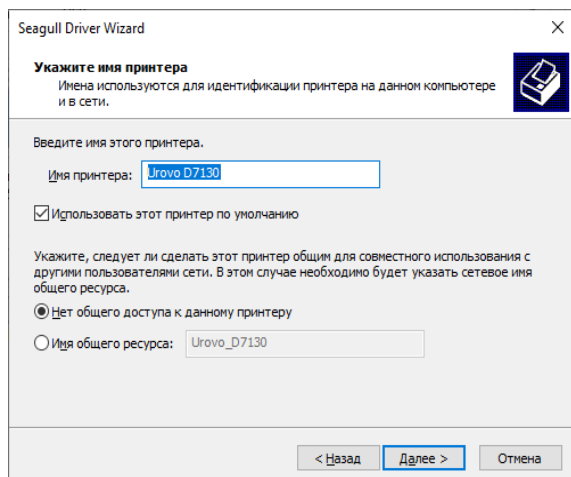 Seagull Driver Wizard
Укажите имя принтера
Имена используются для идентификации принтера на данном компьютере
и в сети.
Введите имя этого принтера.
Имя принтера: Urovo D7130
Использовать этот принтер по умолчанию
Укажите, следует ли сделать этот принтер общим для совместного использования с
другими пользователями сети. В этом случае необходимо будет указать сетевое имя
общего ресурса.
Нет общего доступа к данному принтеру
Имя общего ресурса: Urovo_D7130
< Назад Далее > Отмена